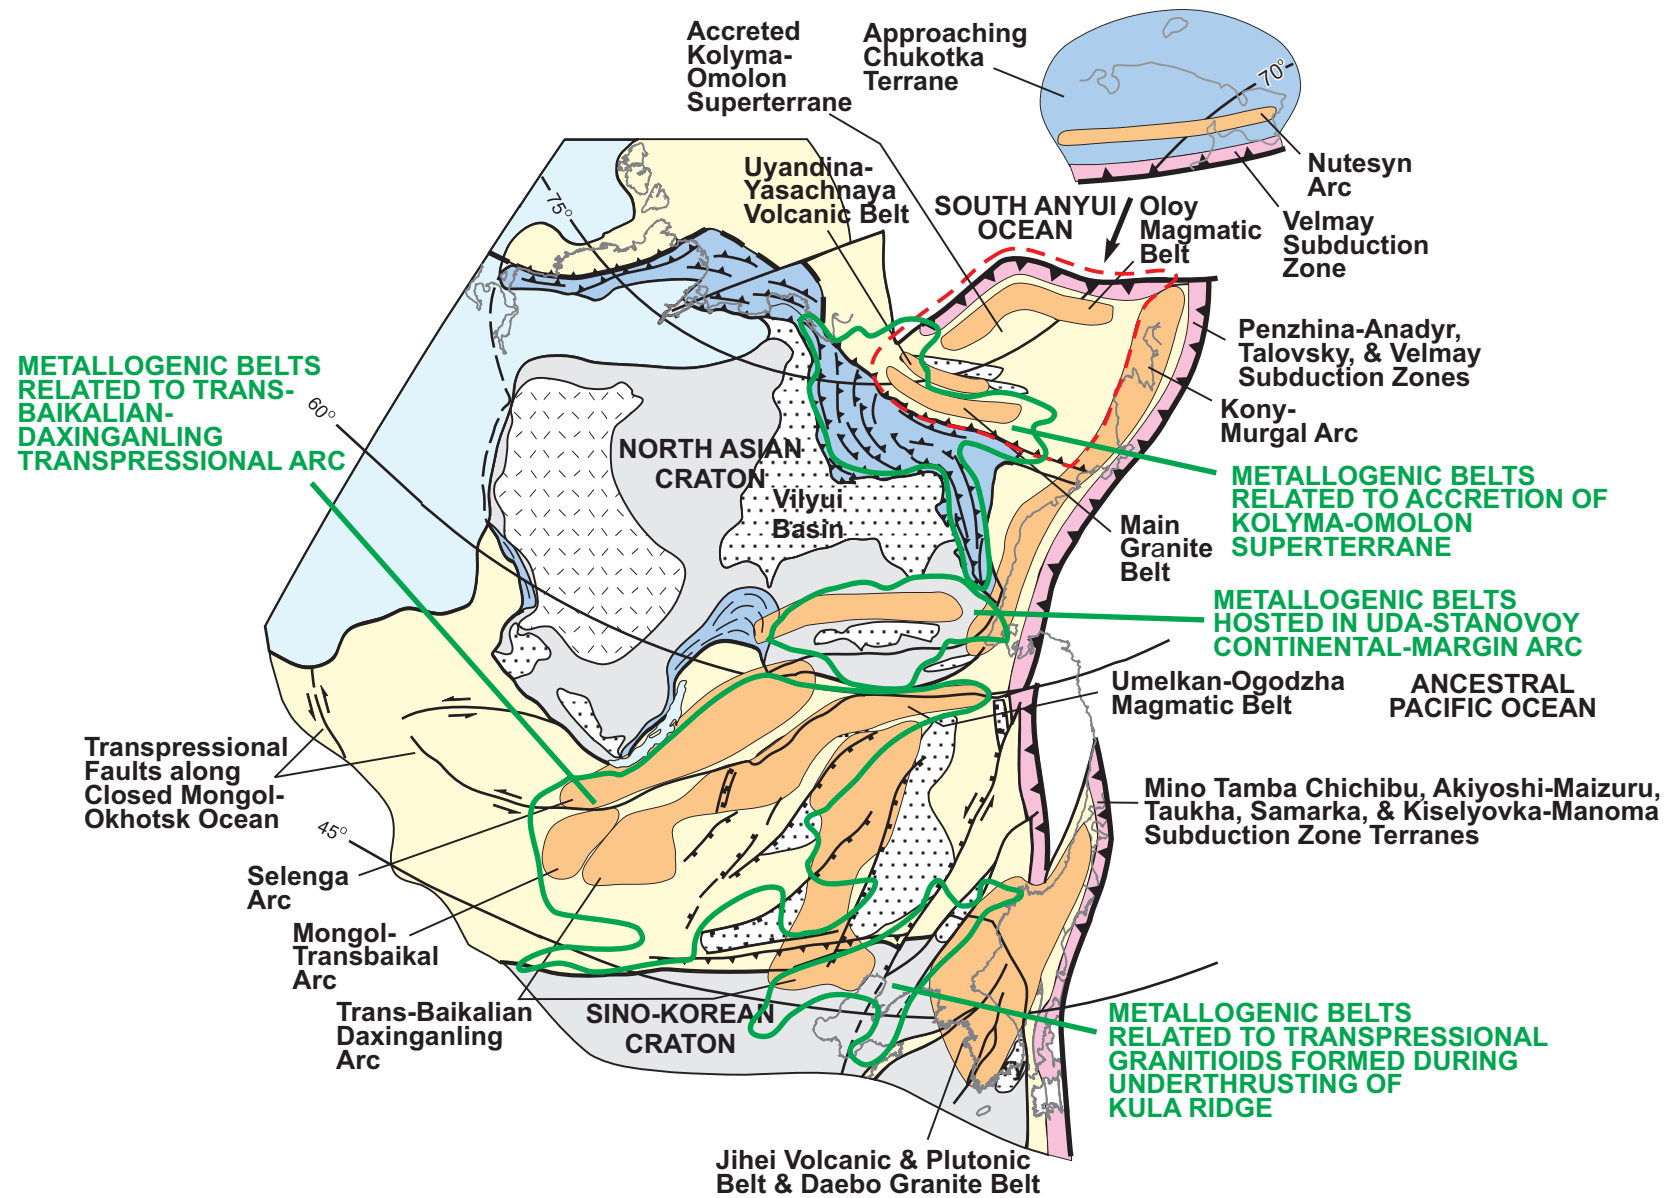 Accreted
Kolyma-
Omolon
Superterrane
Approaching
Chukotka
Terrane
70°
Nutesyn
Arc
Velmay
Subduction
Zone
Uyandina-
Yasachnaya
Volcanic Belt
SOUTH ANYUI
OCEAN
Oloy
Magmatic
Belt
75°
Penzhina-Anadyr,
Talovsky, & Velmay
Subduction Zones
Kony-
Murgal Arc
METALLOGENIC BELTS
RELATED TO TRANS-
BAIKALIAN-
DAXINGANLING
TRANSPRESSIONAL ARC
60°
NORTH ASIAN
CRATON
Vilyui
Basin
METALLOGENIC BELTS
RELATED TO ACCRETION OF
KOLYMA-OMOLON
SUPERTERRANE
Main
Granite
Belt
METALLOGENIC BELTS
HOSTED IN UDA-STANOVOY
CONTINENTAL-MARGIN ARC
Umelkan-Ogodzha
Magmatic Belt
ANCESTRAL
PACIFIC OCEAN
Transpressional
Faults along
Closed Mongol-
Okhotsk Ocean
Mino Tamba Chichibu, Akiyoshi-Maizuru,
Taukha, Samarka, & Kiselyovka-Manoma
Subduction Zone Terranes
45°
Selenga
Arc
Mongol-
Transbaikal
Arc
Trans-Baikalian
Daxinganling
Arc
SINO-KOREAN
CRATON
METALLOGENIC BELTS
RELATED TO TRANSPRESSIONAL
GRANITIOIDS FORMED DURING
UNDERTHRUSTING OF
KULA RIDGE
Jihei Volcanic & Plutonic
Belt & Daebo Granite Belt